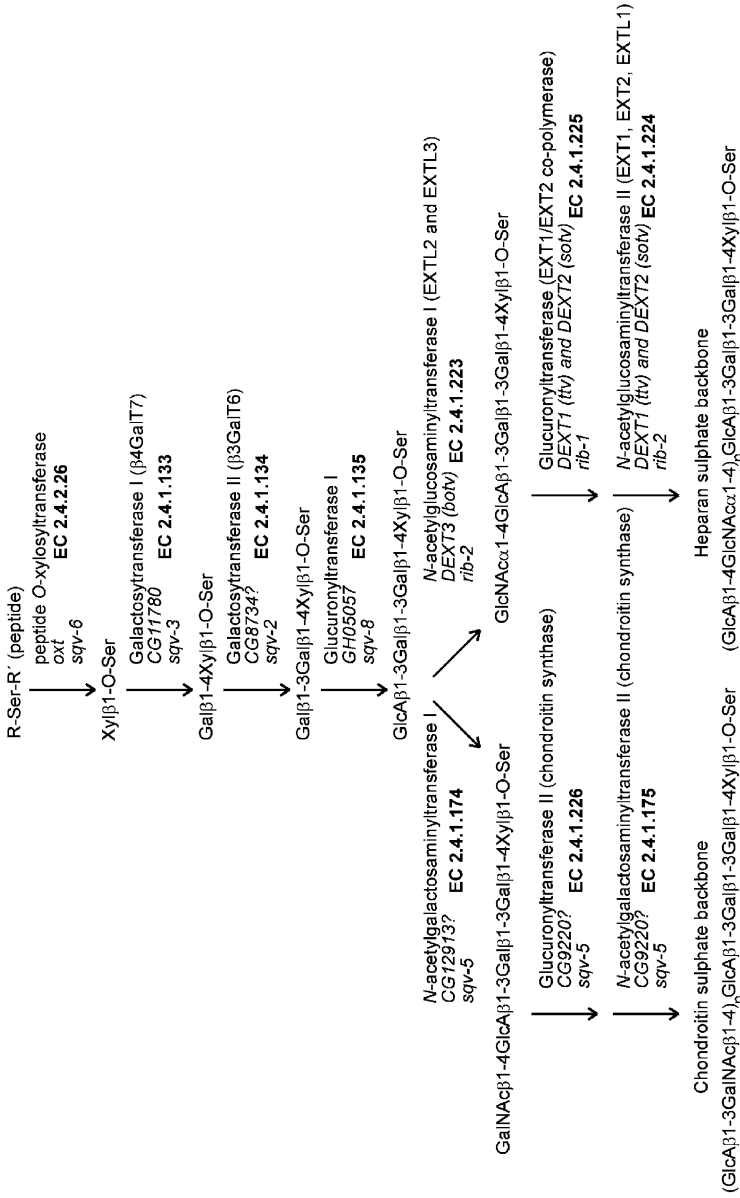 R-Ser-R´ (peptide)
peptide O-xylosyltransferase
oxt EC 2.4.2.26
sqv-6
Xylβ1-O-Ser
Galactosytransferase I (β4GalT7)
CG11780 EC 2.4.1.133
sqv-3
Galβ1-4Xylβ1-O-Ser
Galactosytransferase II (β3GalT6)
CG8734? EC 2.4.1.134
sqv-2
Galβ1-3Galβ1-4Xylβ1-O-Ser
Glucuronyltransferase I
GH05057 EC 2.4.1.135
sqv-8
GlcAβ1-3Galβ1-3Galβ1-4Xylβ1-O-Ser
N-acetylgalactosaminyltransferase I
CG12913? EC 2.4.1.174
sqv-5
N-acetylglucosaminyltransferase I (EXTL2 and EXTL3)
DEXT3 (botv) EC 2.4.1.223
rib-2
GalNAcβ1-4GlcAβ1-3Galβ1-3Galβ1-4Xylβ1-O-Ser
GlcNAcα1-4GlcAβ1-3Galβ1-3Galβ1-4Xylβ1-O-Ser
Glucuronyltransferase II (chondroitin synthase)
CG9220? EC 2.4.1.226
sqv-5
Glucuronyltransferase (EXT1/EXT2 co-polymerase)
DEXT1 (ttv) and DEXT2 (sotv) EC 2.4.1.225
rib-1
N-acetylgalactosaminyltransferase II (chondroitin synthase)
CG9220? EC 2.4.1.175
sqv-5
N-acetylglucosaminyltransferase II (EXT1, EXT2, EXTL1)
DEXT1 (ttv) and DEXT2 (sotv) EC 2.4.1.224
rib-2
Chondroitin sulphate backbone
(GlcAβ1-3GalNAcβ1-4)nGlcAβ1-3Galβ1-3Galβ1-4Xylβ1-O-Ser
Heparan sulphate backbone
(GlcAβ1-4GlcNAcα1-4)nGlcAβ1-3Galβ1-3Galβ1-4Xylβ1-O-Ser